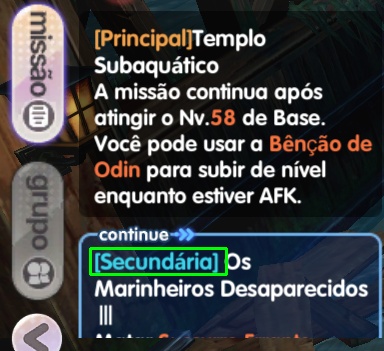 missão
grupo
[Principal]Templo
Subaquático
A missão continua após
atingir o Nv.58 de Base.
Você pode usar a Bênção de
Odin para subir de nível
enquanto estiver AFK.
continue
[Secundária] Os
Marinheiros Desaparecidos
III